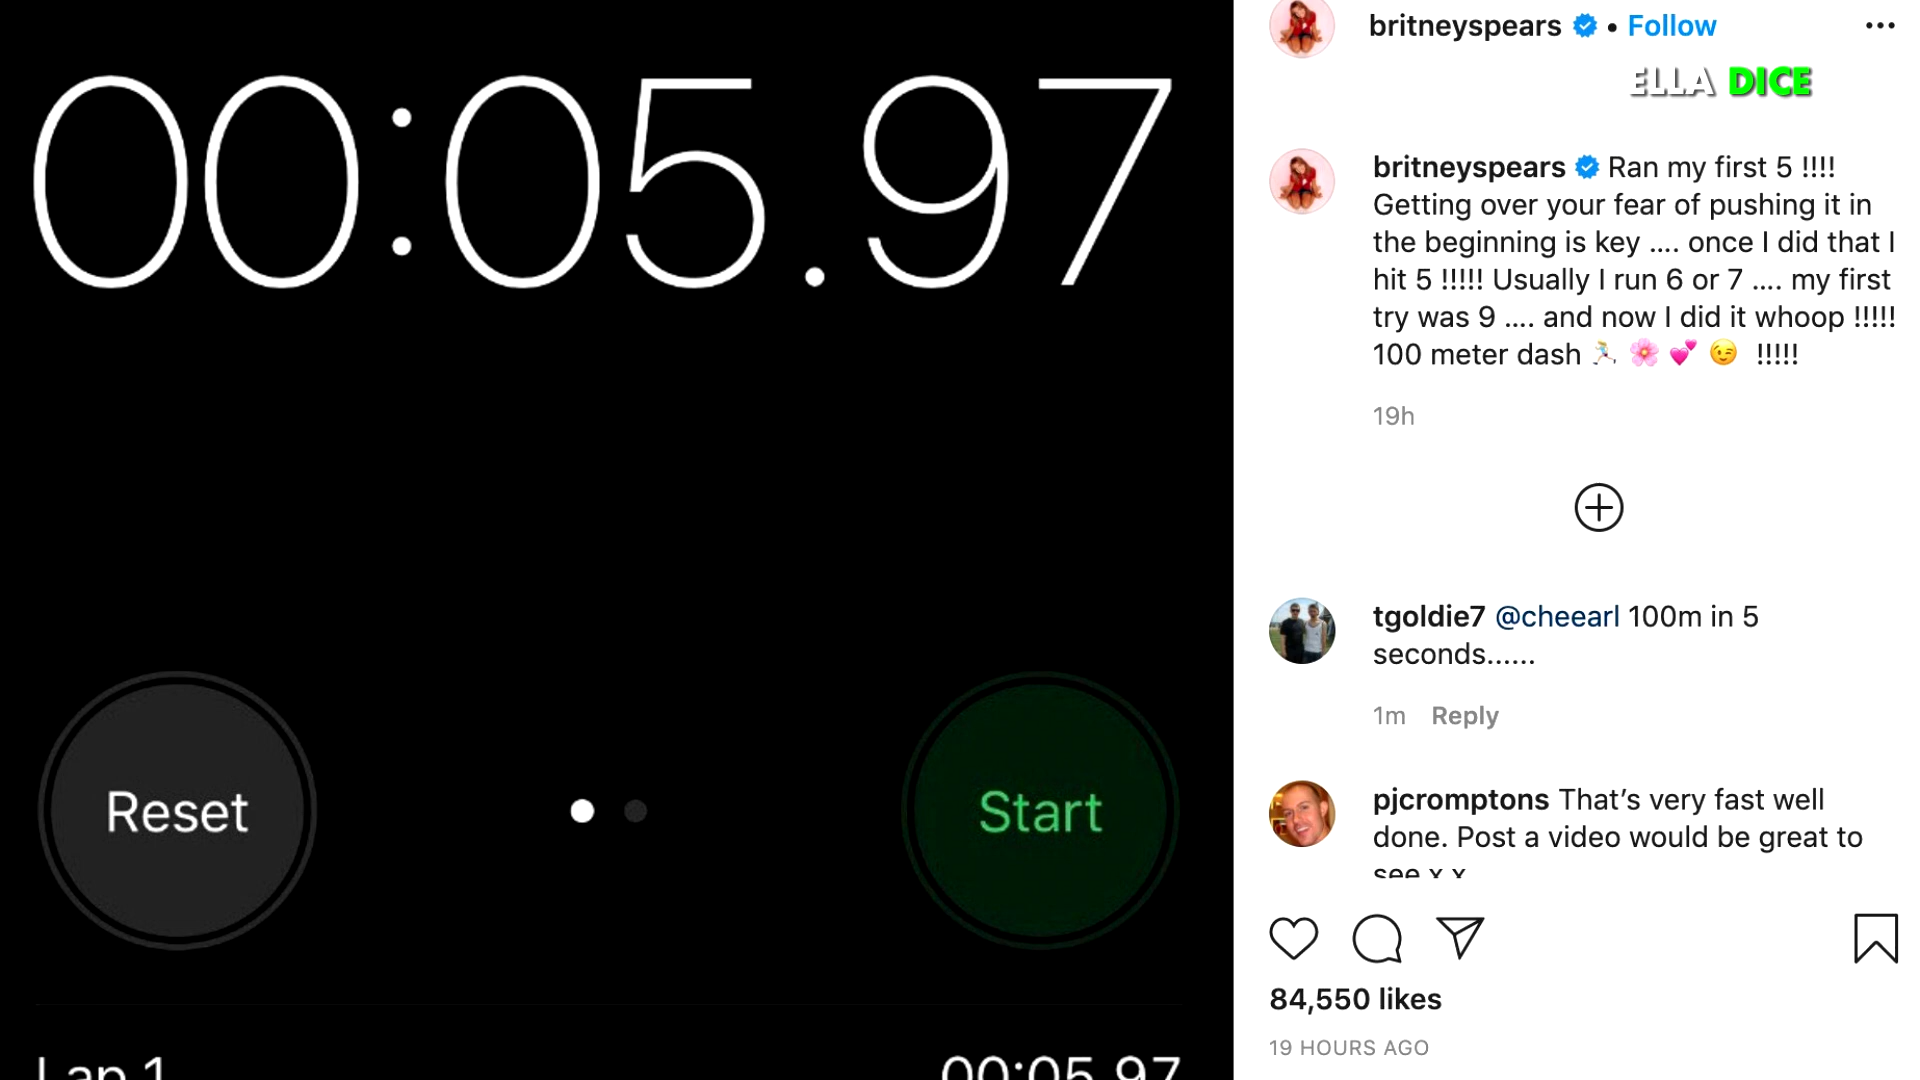 00:05.97
Reset
Start
Lap 1
00:05.97
britneyspears • Follow
ELLA DICE
britneyspears Ran my first 5 !!!!
Getting over your fear of pushing it in
the beginning is key .... once I did that I
hit 5 !!!!! Usually I run 6 or 7 .... my first
try was 9 .... and now I did it whoop !!!!!
100 meter dash 🏃🏼‍♀️ 🌸 💕 😉 !!!!!
19h
tgoldie7 @cheearl 100m in 5
seconds......
1m Reply
pjcromptons That’s very fast well
done. Post a video would be great to
see x x
84,550 likes
19 HOURS AGO